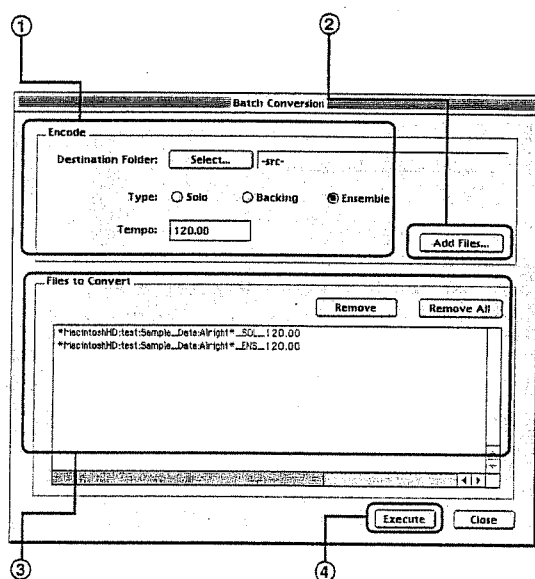 ① ②
Batch Conversion
Encode
Destination Folder: Select... -src-
Type: Solo Backing Ensemble
Tempo: 120.00
Add Files...
Files to Convert
Remove Remove All
*MacintoshHD:test:Sample_Data:Alright*_SOL_120.00
*MacintoshHD:test:Sample_Data:Alright*_ENS_120.00
Execute Close
③ ④